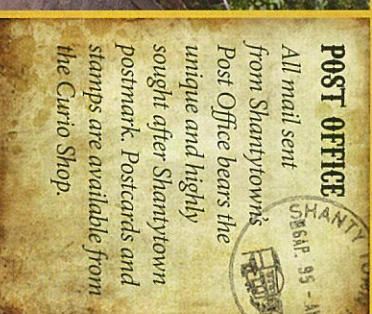 POST OFFICE
All mail sent
from Shantytown's
Post Office bears the
unique and highly
sought after Shantytown
postmark. Postcards and
stamps are available from
the Curio Shop.
SHANTY